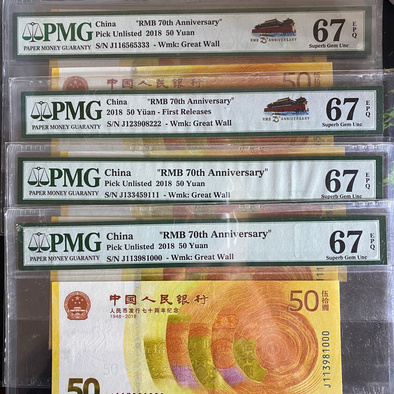 PMG
PAPER MONEY GUARANTY
China "RMB 70th Anniversary"
Pick Unlisted 2018 50 Yuan
S/N J116565333 - Wmk: Great Wall
67 EPQ
Superb Gem Unc
50
PMG
PAPER MONEY GUARANTY
China "RMB 70th Anniversary"
2018 50 Yüan - First Releases
S/N J123908222 - Wmk: Great Wall
67 EPQ
Superb Gem Unc
PMG
PAPER MONEY GUARANTY
China "RMB 70th Anniversary"
Pick Unlisted 2018 50 Yuan
S/N J133459111 - Wmk: Great Wall
67 EPQ
Superb Gem Unc
PMG
PAPER MONEY GUARANTY
China "RMB 70th Anniversary"
Pick Unlisted 2018 50 Yuan
S/N J113981000 - Wmk: Great Wall
67 EPQ
Superb Gem Unc
中国人民银行
人民币发行七十周年纪念
1948-2018
50 伍拾圆
J113981000
50